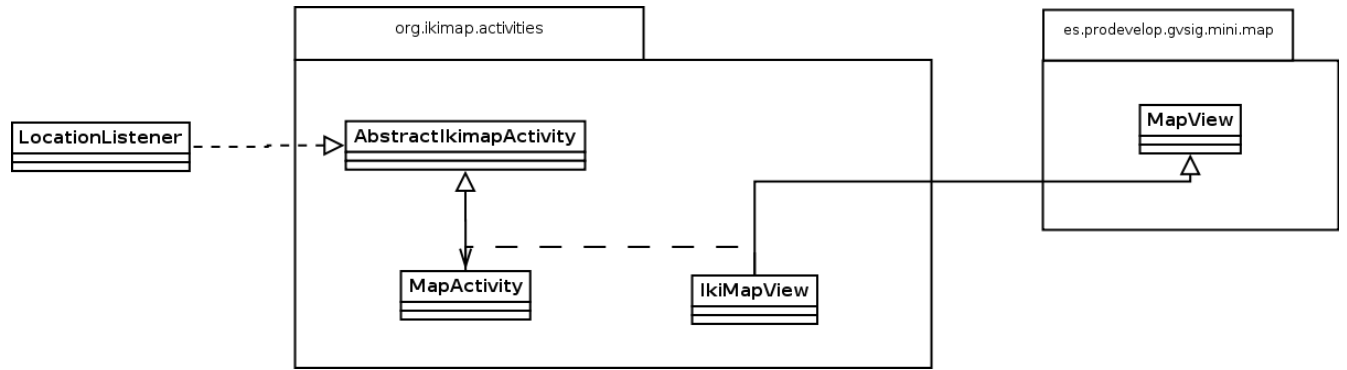 org.ikimap.activities
es.prodevelop.gvsig.mini.map
LocationListener
AbstractIkimapActivity
MapView
MapActivity
IkiMapView